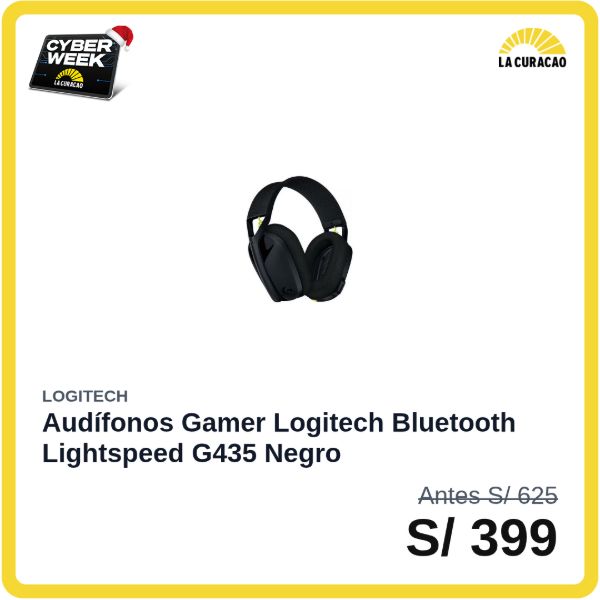 CYBER
WEEK
LA CURACAO
LA CURACAO
LOGITECH
Audífonos Gamer Logitech Bluetooth
Lightspeed G435 Negro
Antes S/ 625
S/ 399